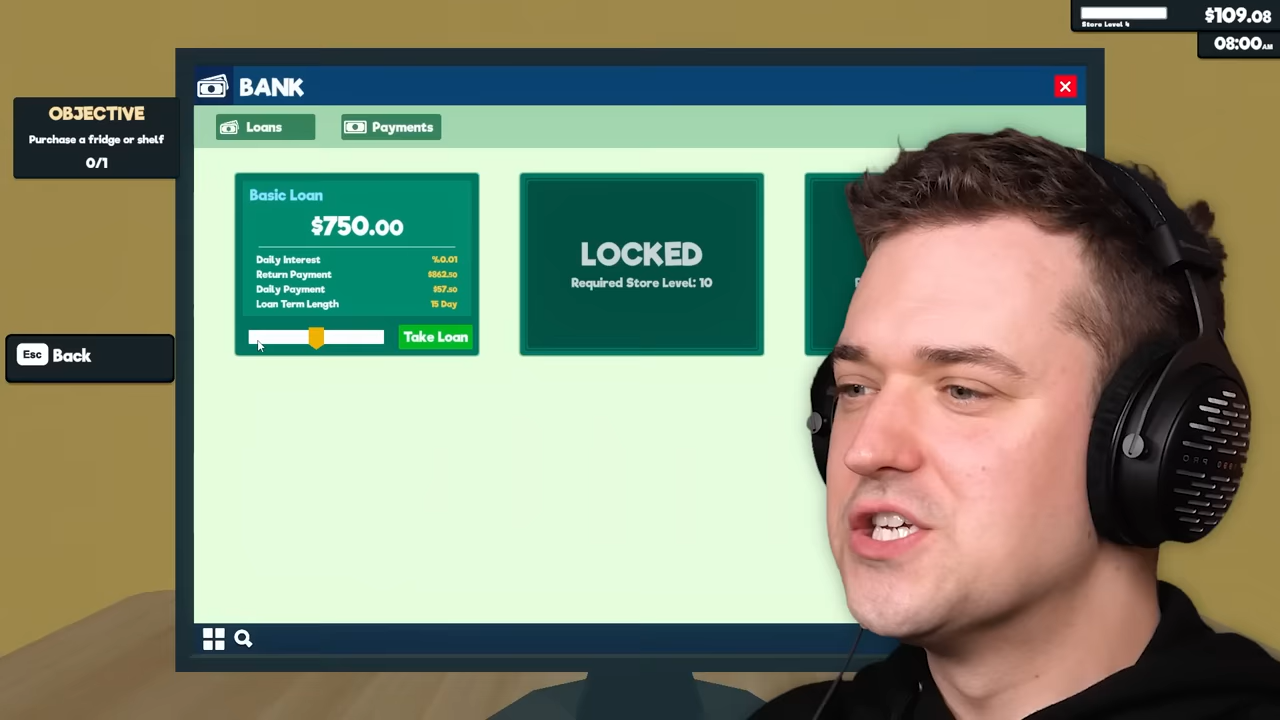 $109.08
Store Level 4
08:00AM
BANK
OBJECTIVE
Purchase a fridge or shelf
0/1
Loans
Payments
Basic Loan
$750.00
Daily Interest %0.01
Return Payment $862.50
Daily Payment $57.50
Loan Term Length 15 Day
Take Loan
LOCKED
Required Store Level: 10
Esc Back